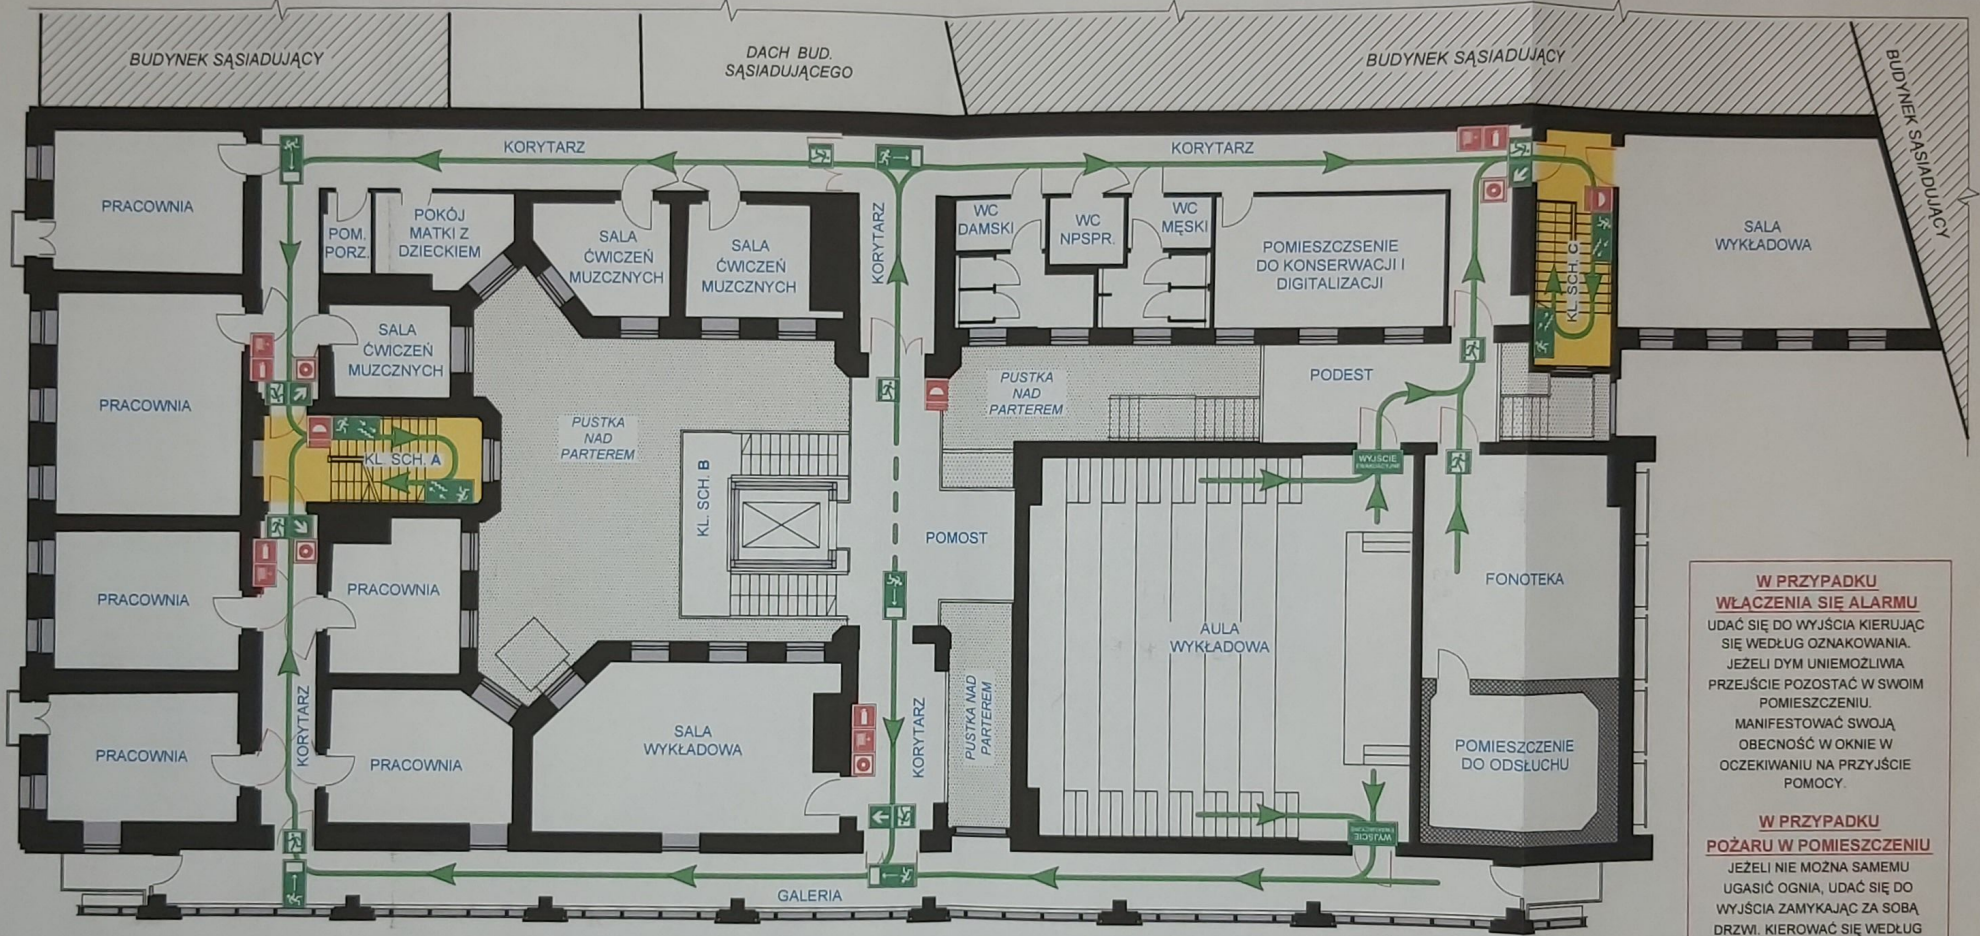 BUDYNEK SĄSIADUJĄCY
DACH BUD.
SĄSIADUJĄCEGO
BUDYNEK SĄSIADUJĄCY
BUDYNEK SĄSIADUJĄCY
KORYTARZ
KORYTARZ
PRACOWNIA
POM.
PORZ.
POKÓJ
MATKI Z
DZIECKIEM
SALA
ĆWICZEŃ
MUZCZNYCH
SALA
ĆWICZEŃ
MUZCZNYCH
KORYTARZ
WC
DAMSKI
WC
NPSPR.
WC
MĘSKI
POMIESZCZSENIE
DO KONSERWACJI I
DIGITALIZACJI
KL. SCH. C
SALA
WYKŁADOWA
SALA
ĆWICZEŃ
MUZCZNYCH
PRACOWNIA
PUSTKA
NAD
PARTEREM
PUSTKA
NAD
PARTEREM
PODEST
KL. SCH. A
KL. SCH. B
WYJŚCIE
EWAKUACYJNE
POMOST
PRACOWNIA
PRACOWNIA
FONOTEKA
AULA
WYKŁADOWA
KORYTARZ
PRACOWNIA
PRACOWNIA
SALA
WYKŁADOWA
KORYTARZ
PUSTKA NAD
PARTEREM
POMIESZCZENIE
DO ODSŁUCHU
WYJŚCIE
EWAKUACYJNE
GALERIA
W PRZYPADKU
WŁĄCZENIA SIĘ ALARMU
UDAĆ SIĘ DO WYJŚCIA KIERUJĄC
SIĘ WEDŁUG OZNAKOWANIA.
JEŻELI DYM UNIEMOŻLIWIA
PRZEJŚCIE POZOSTAĆ W SWOIM
POMIESZCZENIU.
MANIFESTOWAĆ SWOJĄ
OBECNOŚĆ W OKNIE W
OCZEKIWANIU NA PRZYJŚCIE
POMOCY.
W PRZYPADKU
POŻARU W POMIESZCZENIU
JEŻELI NIE MOŻNA SAMEMU
UGASIĆ OGNIA, UDAĆ SIĘ DO
WYJŚCIA ZAMYKAJĄC ZA SOBĄ
DRZWI. KIEROWAĆ SIĘ WEDŁUG